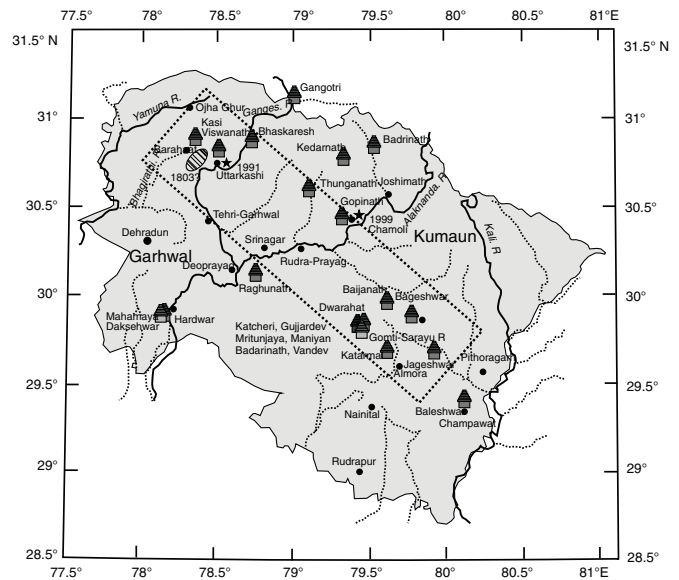 77.5° 78° 78.5° 79° 79.5° 80° 80.5° 81°E
31.5° N 31.5° N
Gangotri
Yamuna R.
Ojha Ghur
Ganges.
31° 31°
Kasi
Viswanath
Bhaskaresh
Kedarnath
Badrinath
Barahat
1991
1803?
Uttarkashi
Bhagirathi R
Thunganath
Joshimath
Gopinath
Alaknanda. R
30.5° 30.5°
Tehri-Garhwal
1999
Chamoli
Kali. R
Dehradun
Srinagar
Kumaun
Garhwal
Deoprayag
Rudra-Prayag
30° 30°
Raghunath
Baijanath
Bageshwar
Mahamaya
Daksehwar
Hardwar
Dwarahat
Katcheri, Gujjardev
Mritunjaya, Maniyan
Badarinath, Vandev
Gomti-Sarayu R
Katarmal
Jageshwar
Pithoragarh
Almora
29.5° 29.5°
Nainital
Baleshwar
Champawat
Rudrapur
29° 29°
28.5° 28.5°
77.5° 78° 78.5° 79° 79.5° 80° 80.5° 81°E